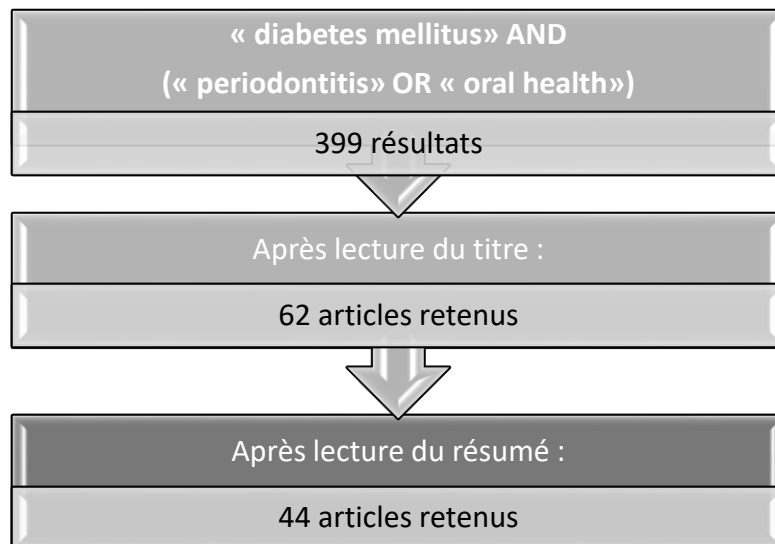 « diabetes mellitus» AND
(« periodontitis» OR « oral health»)
399 résultats
Après lecture du titre :
62 articles retenus
Après lecture du résumé :
44 articles retenus